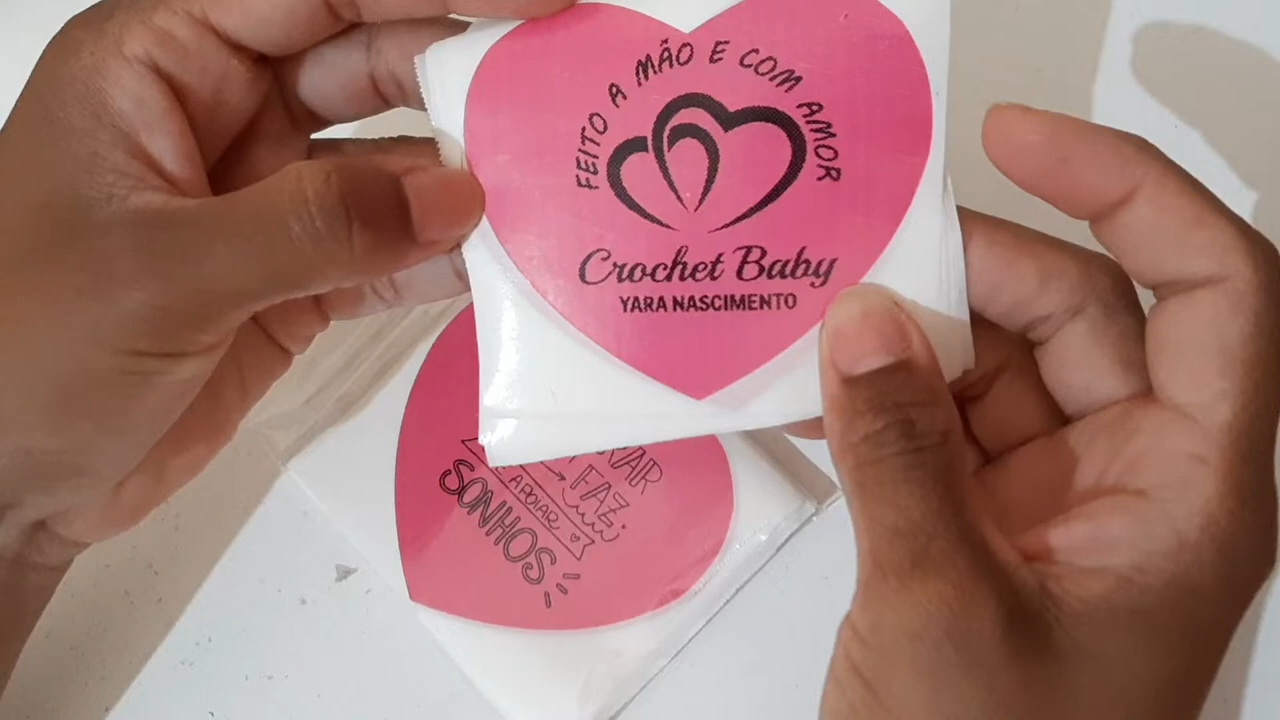 FEITO A MÃO E COM AMOR
Crochet Baby
YARA NASCIMENTO
FAZ
APOIAR
SONHOS